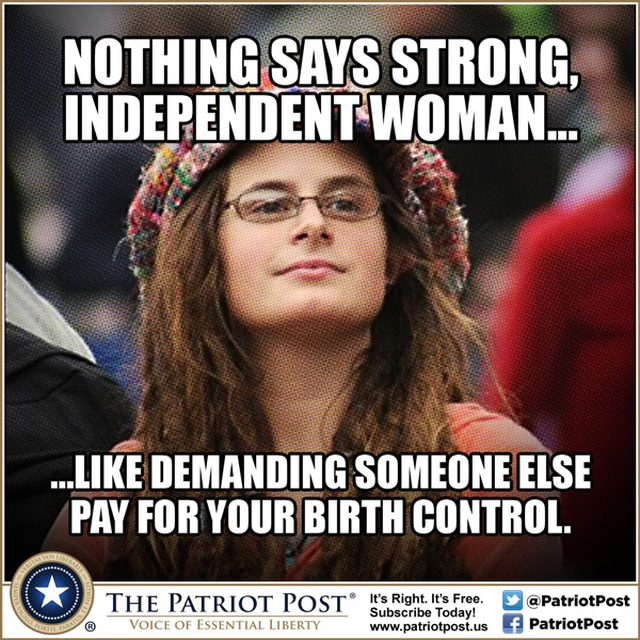 NOTHING SAYS STRONG,
INDEPENDENT WOMAN...
...LIKE DEMANDING SOMEONE ELSE
PAY FOR YOUR BIRTH CONTROL.
THE PATRIOT POST®
VOICE OF ESSENTIAL LIBERTY
®
It's Right. It's Free.
Subscribe Today!
www.patriotpost.us
@PatriotPost
PatriotPost